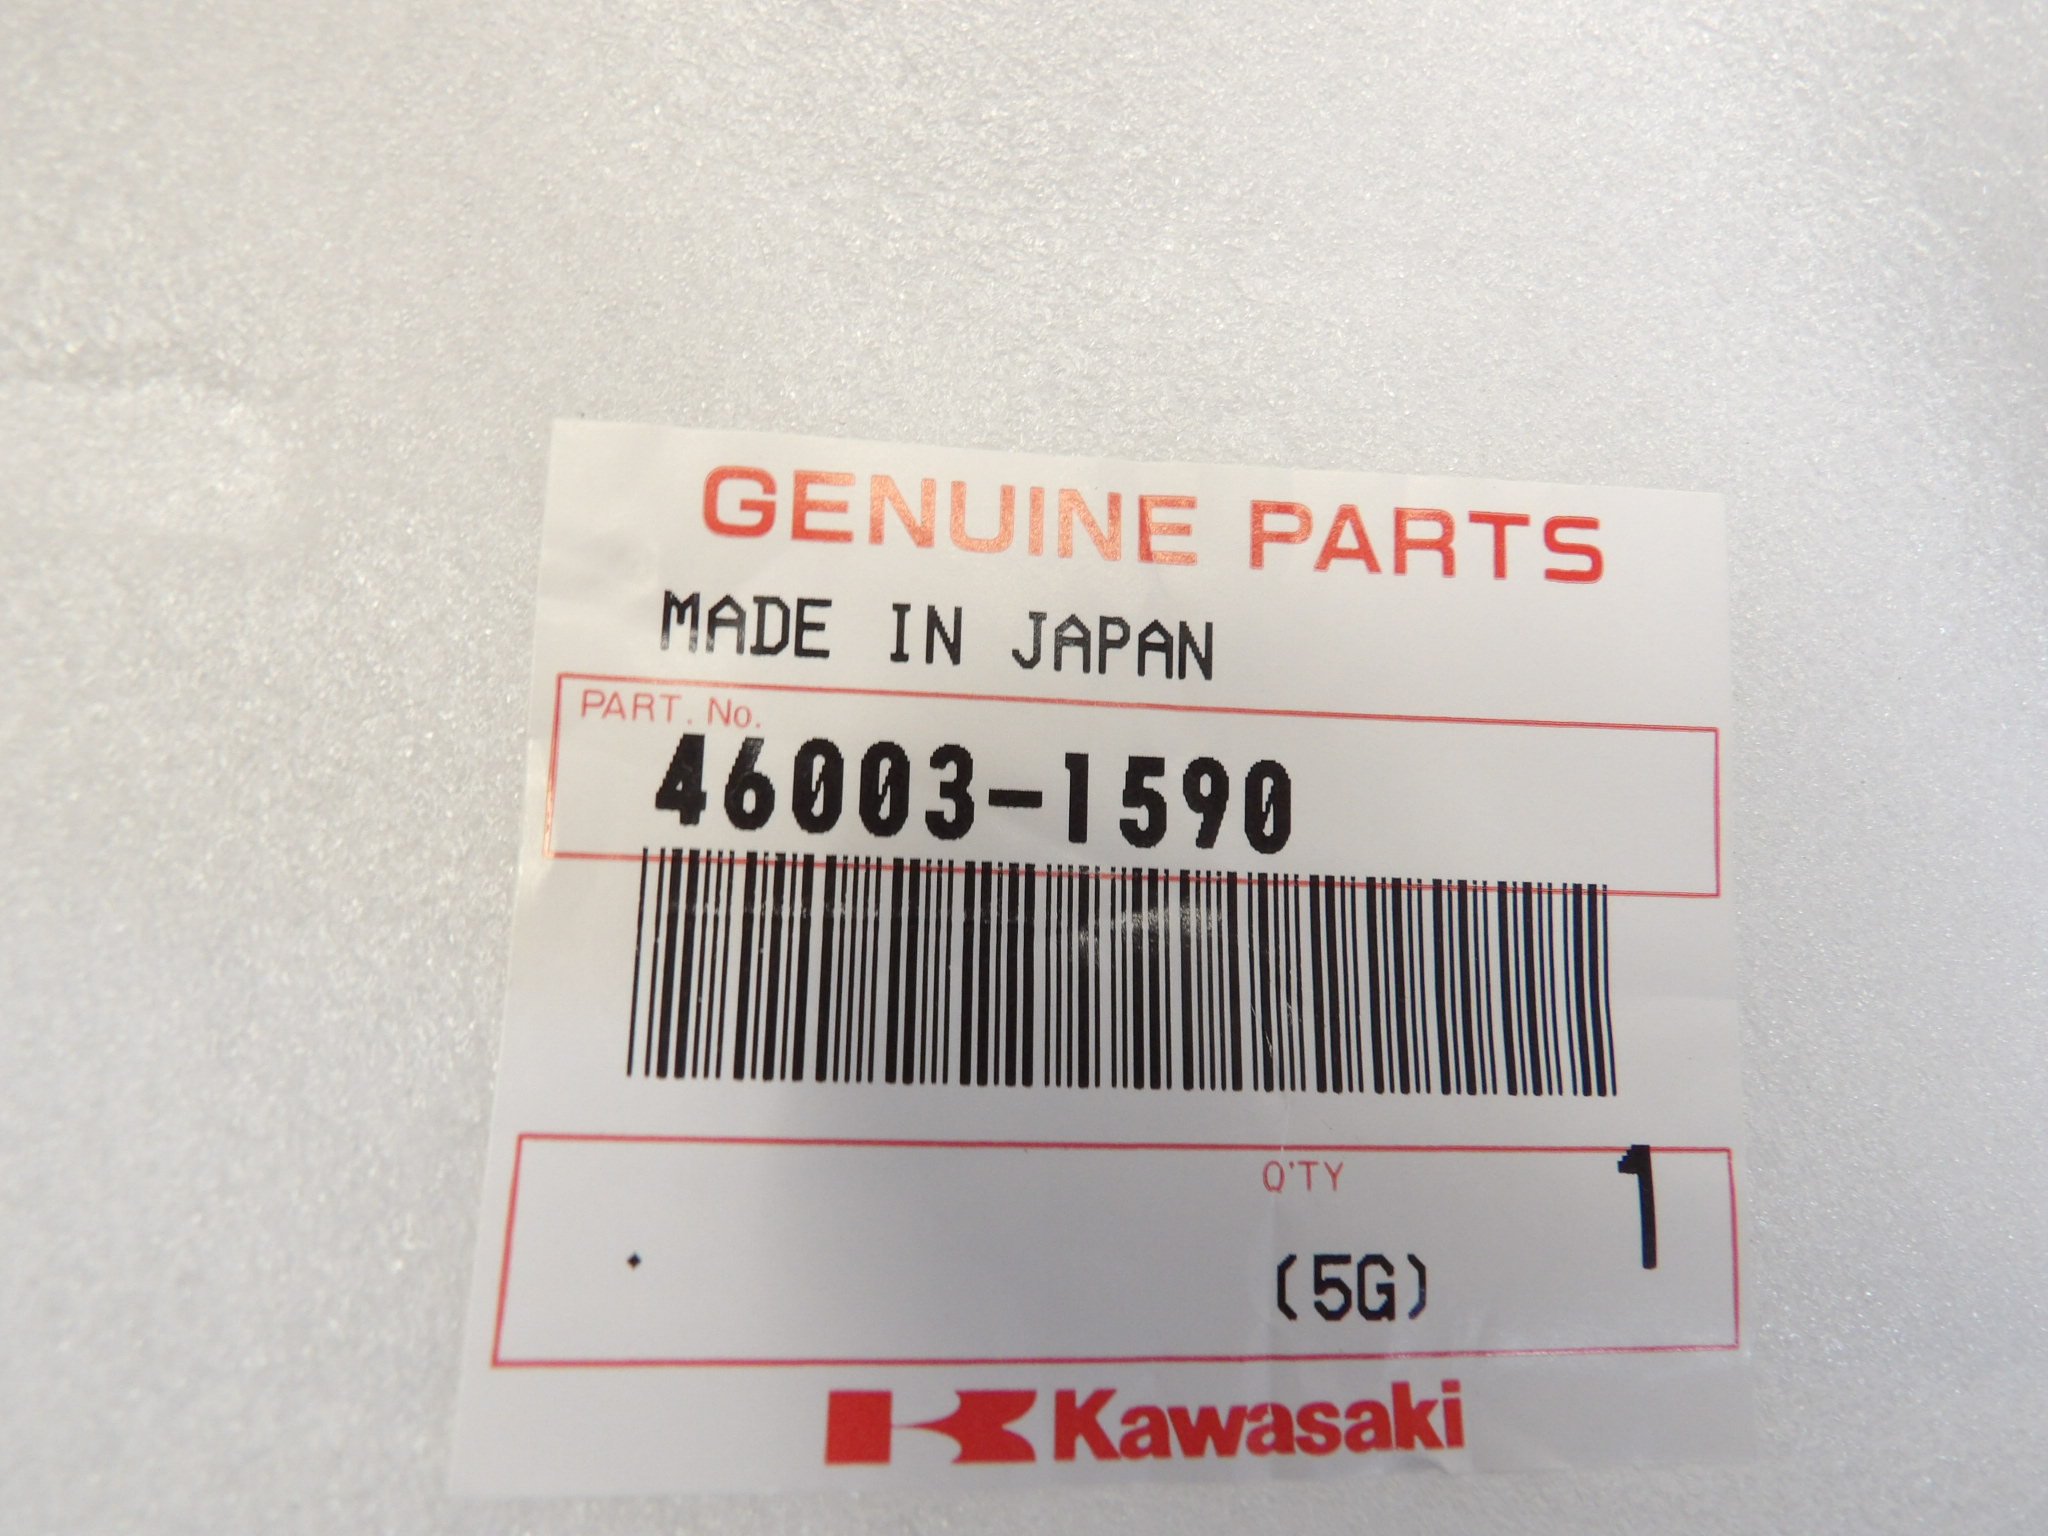 GENUINE PARTS
MADE IN JAPAN
PART. No.
46003-1590
Q'TY 1
(5G)
Kawasaki